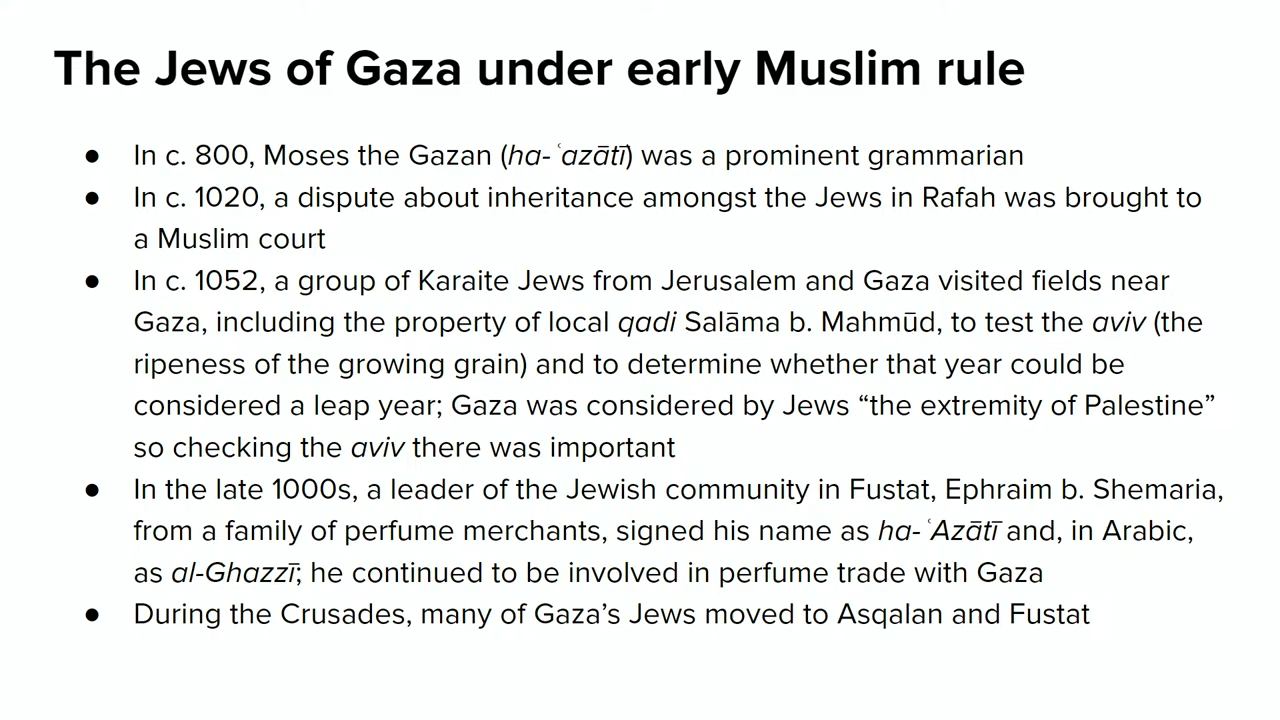 The Jews of Gaza under early Muslim rule
● In c. 800, Moses the Gazan (ha- ʿazātī) was a prominent grammarian
● In c. 1020, a dispute about inheritance amongst the Jews in Rafah was brought to
a Muslim court
● In c. 1052, a group of Karaite Jews from Jerusalem and Gaza visited fields near
Gaza, including the property of local qadi Salāma b. Mahmūd, to test the aviv (the
ripeness of the growing grain) and to determine whether that year could be
considered a leap year; Gaza was considered by Jews “the extremity of Palestine”
so checking the aviv there was important
● In the late 1000s, a leader of the Jewish community in Fustat, Ephraim b. Shemaria,
from a family of perfume merchants, signed his name as ha- ʿAzātī and, in Arabic,
as al-Ghazzī; he continued to be involved in perfume trade with Gaza
● During the Crusades, many of Gaza’s Jews moved to Asqalan and Fustat